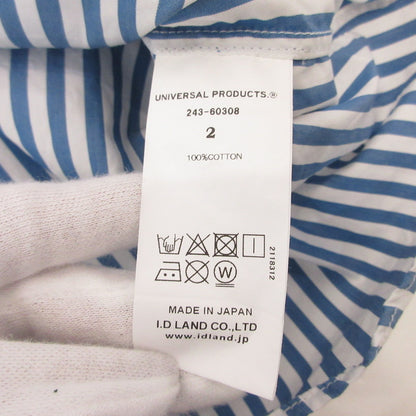 UNIVERSAL PRODUCTS.®
243-60308
2
100%COTTON
2118312
MADE IN JAPAN
I.D LAND CO.,LTD
www.idland.jp